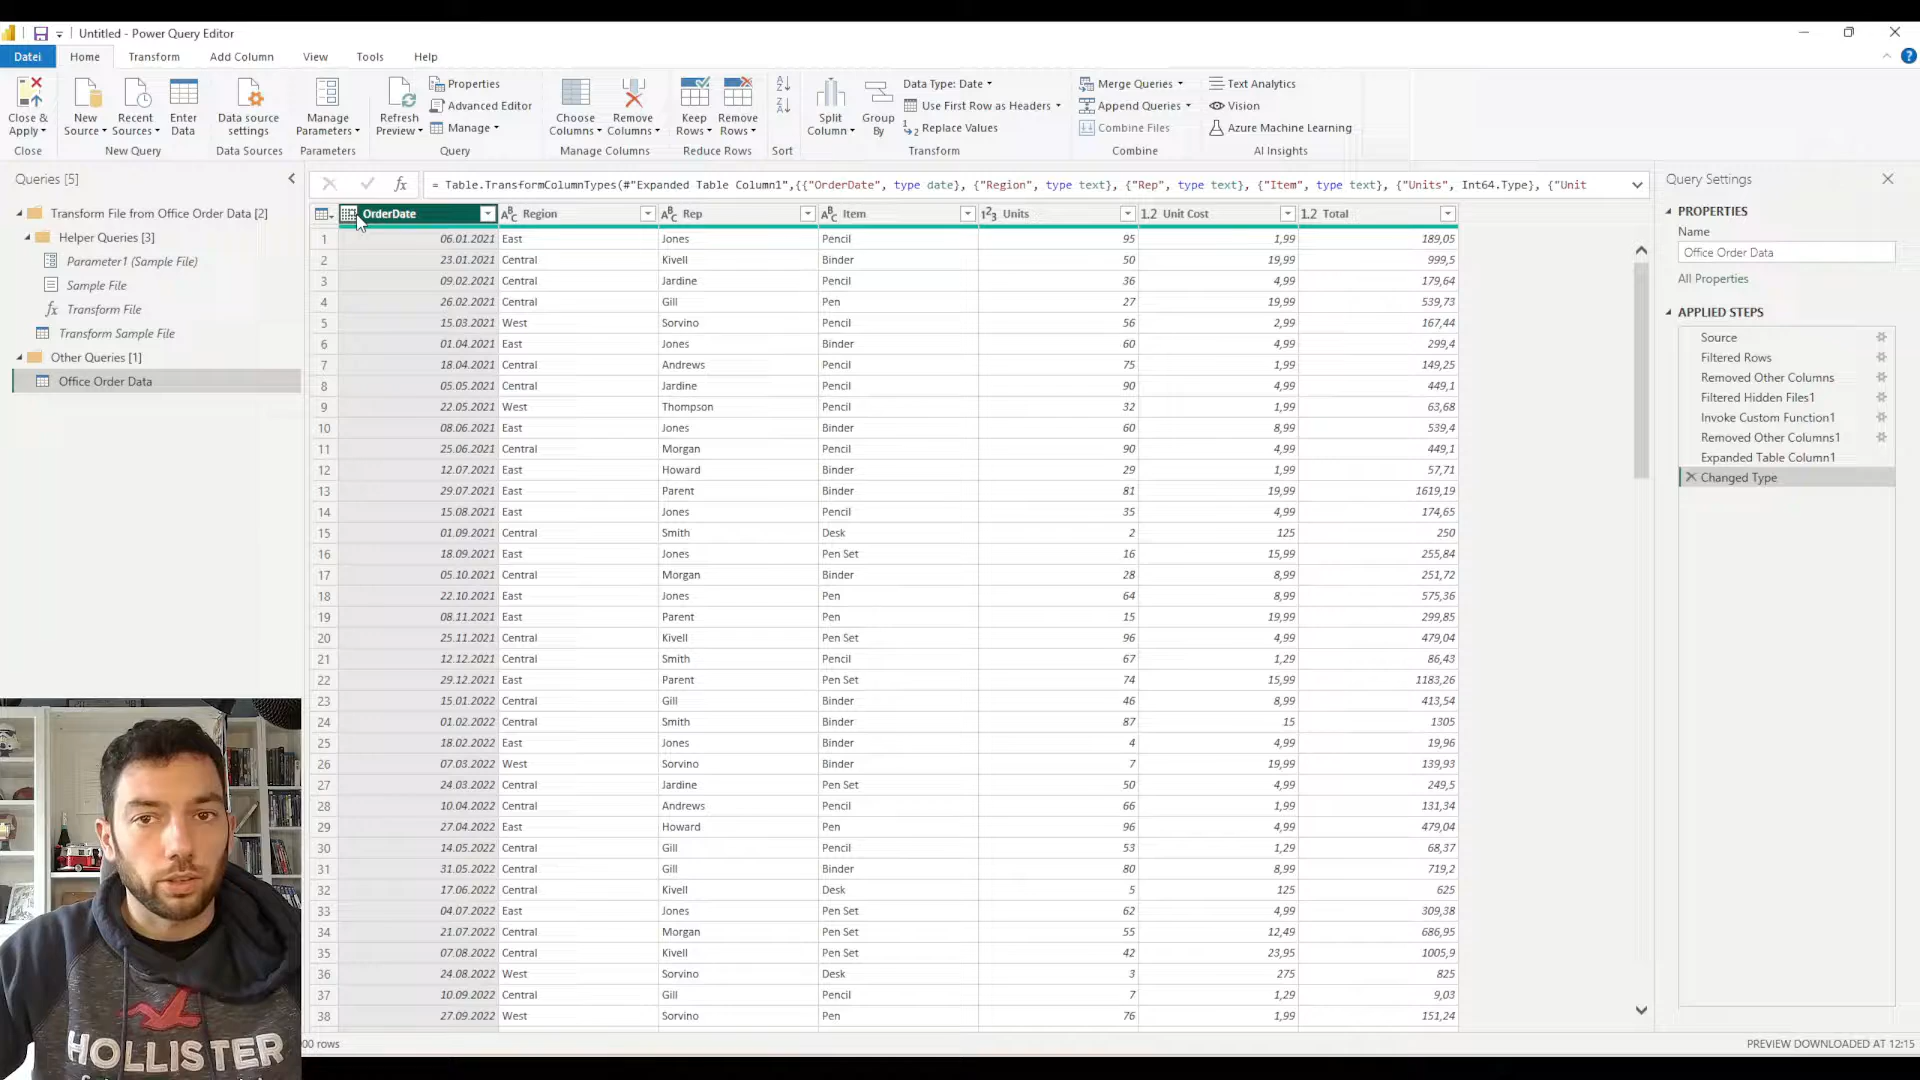 Untitled - Power Query Editor
Datei Home Transform Add Column View Tools Help
Close & Apply New Source Recent Sources Enter Data Data source settings Manage Parameters Refresh Preview Properties Advanced Editor Manage Choose Columns Remove Columns Keep Rows Remove Rows Split Column Group By Data Type: Date Use First Row as Headers Replace Values Merge Queries Append Queries Combine Files Text Analytics Vision Azure Machine Learning
Close New Query Data Sources Parameters Query Manage Columns Reduce Rows Sort Transform Combine AI Insights
Queries [5]
Transform File from Office Order Data [2]
Helper Queries [3]
Parameter1 (Sample File)
Sample File
fx Transform File
Transform Sample File
Other Queries [1]
Office Order Data
fx = Table.TransformColumnTypes(#"Expanded Table Column1",{{"OrderDate", type date}, {"Region", type text}, {"Rep", type text}, {"Item", type text}, {"Units", Int64.Type}, {"Unit
OrderDate ABC Region ABC Rep ABC Item 123 Units 1.2 Unit Cost 1.2 Total
1 06.01.2021 East Jones Pencil 95 1,99 189,05
2 23.01.2021 Central Kivell Binder 50 19,99 999,5
3 09.02.2021 Central Jardine Pencil 36 4,99 179,64
4 26.02.2021 Central Gill Pen 27 19,99 539,73
5 15.03.2021 West Sorvino Pencil 56 2,99 167,44
6 01.04.2021 East Jones Binder 60 4,99 299,4
7 18.04.2021 Central Andrews Pencil 75 1,99 149,25
8 05.05.2021 Central Jardine Pencil 90 4,99 449,1
9 22.05.2021 West Thompson Pencil 32 1,99 63,68
10 08.06.2021 East Jones Binder 60 8,99 539,4
11 25.06.2021 Central Morgan Pencil 90 4,99 449,1
12 12.07.2021 East Howard Binder 29 1,99 57,71
13 29.07.2021 East Parent Binder 81 19,99 1619,19
14 15.08.2021 East Jones Pencil 35 4,99 174,65
15 01.09.2021 Central Smith Desk 2 125 250
16 18.09.2021 East Jones Pen Set 16 15,99 255,84
17 05.10.2021 Central Morgan Binder 28 8,99 251,72
18 22.10.2021 East Jones Pen 64 8,99 575,36
19 08.11.2021 East Parent Pen 15 19,99 299,85
20 25.11.2021 Central Kivell Pen Set 96 4,99 479,04
21 12.12.2021 Central Smith Pencil 67 1,29 86,43
22 29.12.2021 East Parent Pen Set 74 15,99 1183,26
23 15.01.2022 Central Gill Binder 46 8,99 413,54
24 01.02.2022 Central Smith Binder 87 15 1305
25 18.02.2022 East Jones Binder 4 4,99 19,96
26 07.03.2022 West Sorvino Binder 7 19,99 139,93
27 24.03.2022 Central Jardine Pen Set 50 4,99 249,5
28 10.04.2022 Central Andrews Pencil 66 1,99 131,34
29 27.04.2022 East Howard Pen 96 4,99 479,04
30 14.05.2022 Central Gill Pencil 53 1,29 68,37
31 31.05.2022 Central Gill Binder 80 8,99 719,2
32 17.06.2022 Central Kivell Desk 5 125 625
33 04.07.2022 East Jones Pen Set 62 4,99 309,38
34 21.07.2022 Central Morgan Pen Set 55 12,49 686,95
35 07.08.2022 Central Kivell Pen Set 42 23,95 1005,9
36 24.08.2022 West Sorvino Desk 3 275 825
37 10.09.2022 Central Gill Pencil 7 1,29 9,03
38 27.09.2022 West Sorvino Pen 76 1,99 151,24
00 rows
PREVIEW DOWNLOADED AT 12:15
Query Settings
PROPERTIES
Name
Office Order Data
All Properties
APPLIED STEPS
Source
Filtered Rows
Removed Other Columns
Filtered Hidden Files1
Invoke Custom Function1
Removed Other Columns1
Expanded Table Column1
Changed Type
HOLLISTER